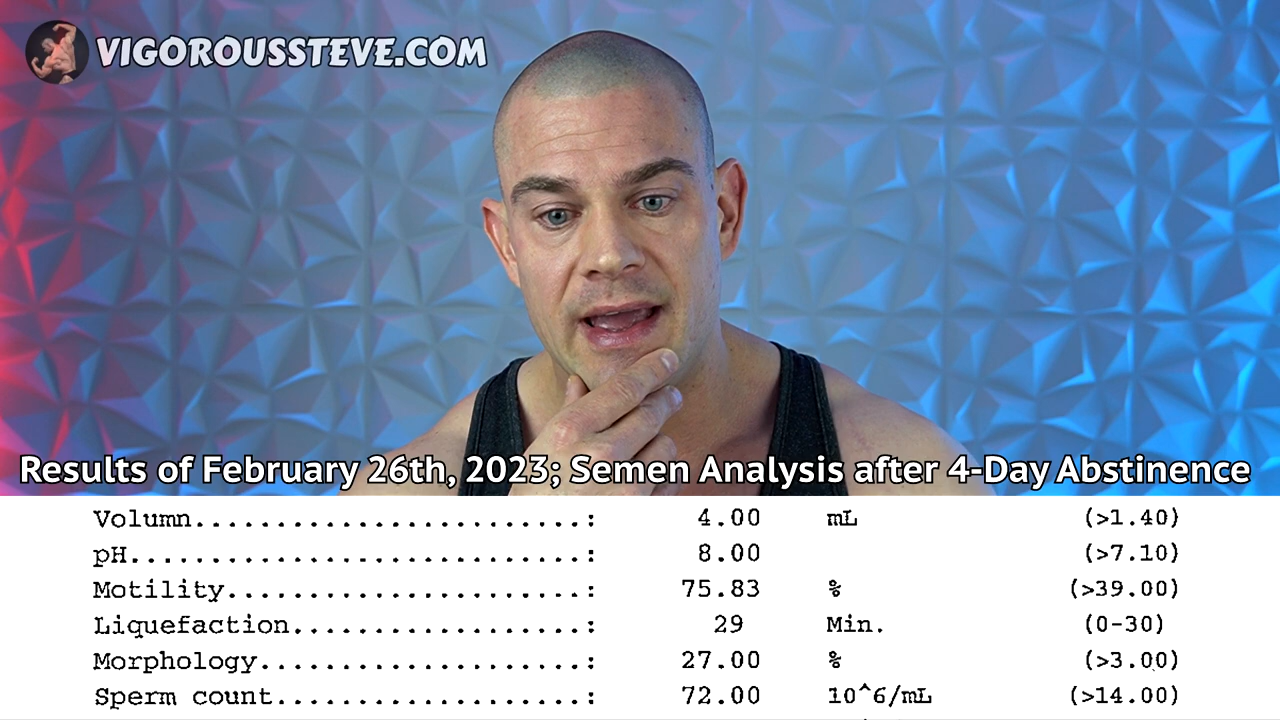 VIGOROUSSTEVE.COM
Results of February 26th, 2023; Semen Analysis after 4-Day Abstinence
Volumn........................: 4.00 mL (>1.40)
pH............................: 8.00 (>7.10)
Motility......................: 75.83 % (>39.00)
Liquefaction..................: 29 Min. (0-30)
Morphology....................: 27.00 % (>3.00)
Sperm count...................: 72.00 10^6/mL (>14.00)